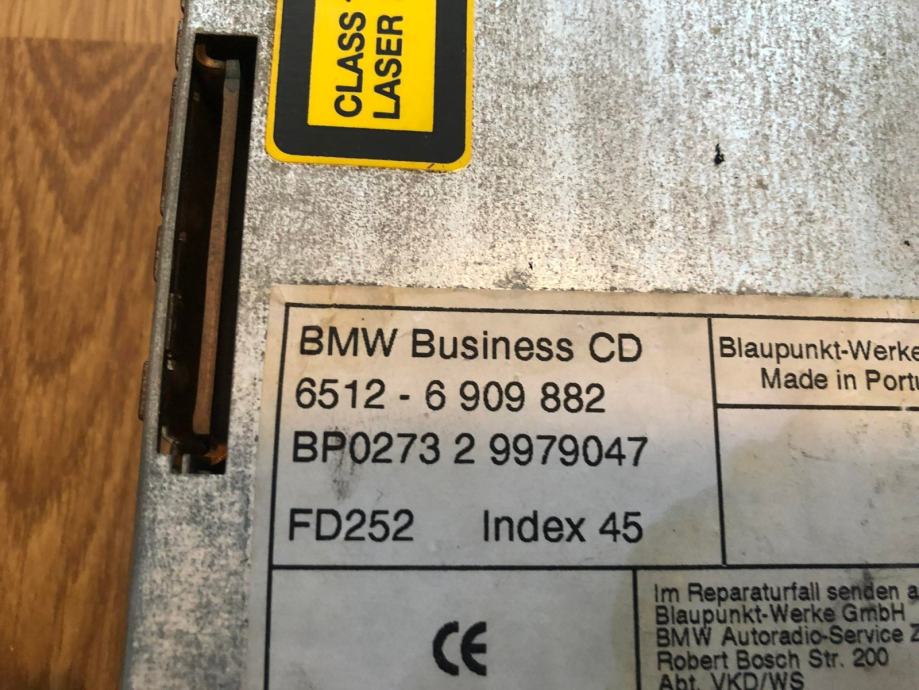 CLASS
LASER
BMW Business CD
6512 - 6 909 882
BP0273 2 9979047
FD252 Index 45
Blaupunkt-Werke
Made in Portu
CE
Im Reparaturfall senden a
Blaupunkt-Werke GmbH
BMW Autoradio-Service Z
Robert Bosch Str. 200
Abt. VKD/WS